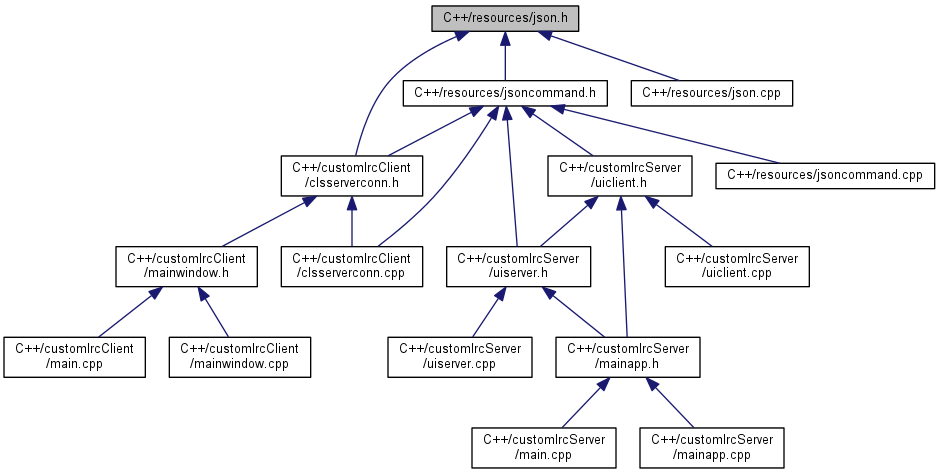 C++/resources/json.h
C++/resources/jsoncommand.h
C++/resources/json.cpp
C++/customIrcClient
/clsserverconn.h
C++/customIrcServer
/uiclient.h
C++/resources/jsoncommand.cpp
C++/customIrcClient
/mainwindow.h
C++/customIrcClient
/clsserverconn.cpp
C++/customIrcServer
/uiserver.h
C++/customIrcServer
/uiclient.cpp
C++/customIrcClient
/main.cpp
C++/customIrcClient
/mainwindow.cpp
C++/customIrcServer
/uiserver.cpp
C++/customIrcServer
/mainapp.h
C++/customIrcServer
/main.cpp
C++/customIrcServer
/mainapp.cpp